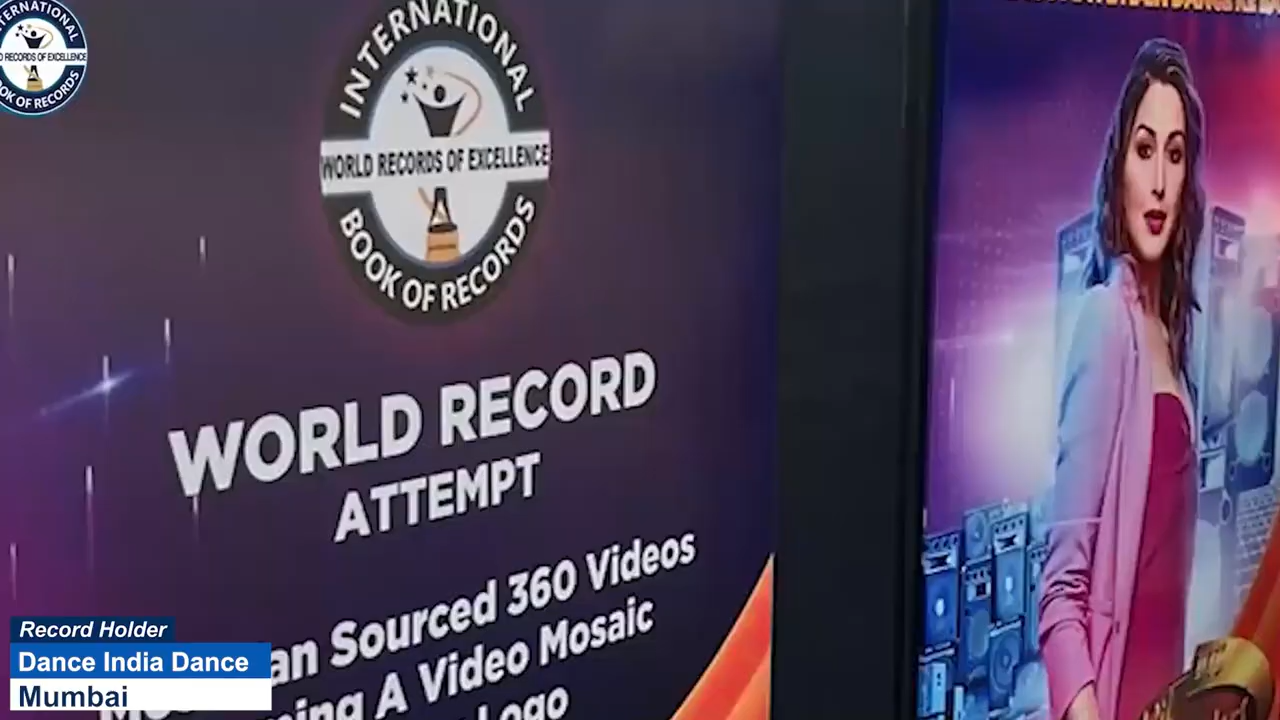 INTERNATIONAL
WORLD RECORDS OF EXCELLENCE
BOOK OF RECORDS
INTERNATIONAL
RECORDS OF EXCELLENCE
BOOK OF RECORDS
WORLD RECORD
ATTEMPT
Sourced 360 Videos
A Video Mosaic
Logo
Record Holder
Dance India Dance
Mumbai